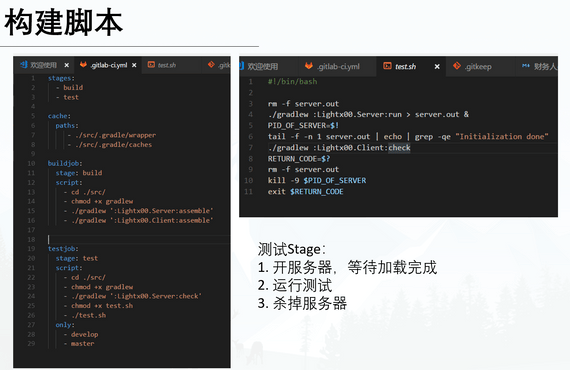 构建脚本
欢迎使用
.gitlab-ci.yml
test.sh
.gitk
1 stages:
2 - build
3 - test
4
5 cache:
6 paths:
7 - ./src/.gradle/wrapper
8 - ./src/.gradle/caches
9
10 buildjob:
11 stage: build
12 script:
13 - cd ./src/
14 - chmod +x gradlew
15 - ./gradlew ':Lightx00.Server:assemble'
16 - ./gradlew ':Lightx00.Client:assemble'
17
18
19 testjob:
20 stage: test
21 script:
22 - cd ./src/
23 - chmod +x gradlew
24 - ./gradlew ':Lightx00.Server:check'
25 - chmod +x test.sh
26 - ./test.sh
27 only:
28 - develop
29 - master
欢迎使用
.gitlab-ci.yml
test.sh
.gitkeep
财务人
1 #!/bin/bash
2
3 rm -f server.out
4 ./gradlew :Lightx00.Server:run > server.out &
5 PID_OF_SERVER=$!
6 tail -f -n 1 server.out | echo | grep -qe "Initialization done"
7 ./gradlew :Lightx00.Client:check
8 RETURN_CODE=$?
9 rm -f server.out
10 kill -9 $PID_OF_SERVER
11 exit $RETURN_CODE
测试Stage：
1. 开服务器，等待加载完成
2. 运行测试
3. 杀掉服务器